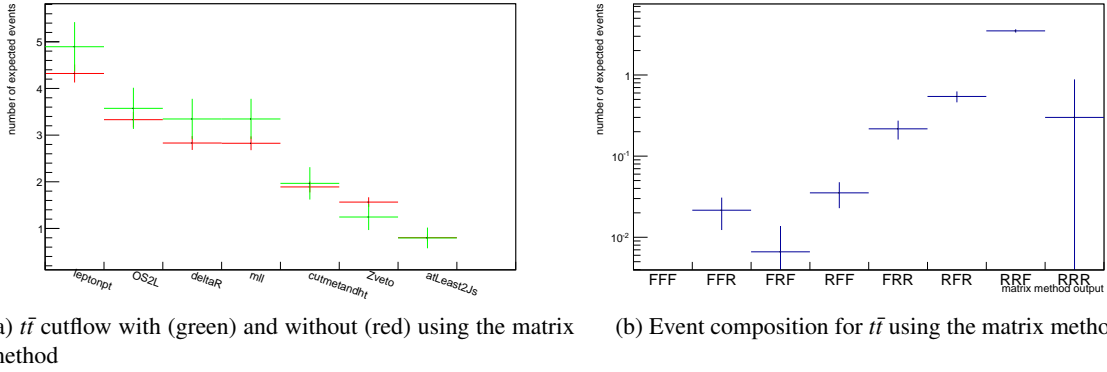 number of expected events
5
4
3
2
1
leptonpt
OS2L
deltaR
mll
cutmetandht
Zveto
atLeast2Js
number of expected events
1
10⁻¹
10⁻²
FFF
FFR
FRF
RFF
FRR
RFR
RRF
RRR
matrix method output
a) tt̄ cutflow with (green) and without (red) using the matrix
method
(b) Event composition for tt̄ using the matrix metho